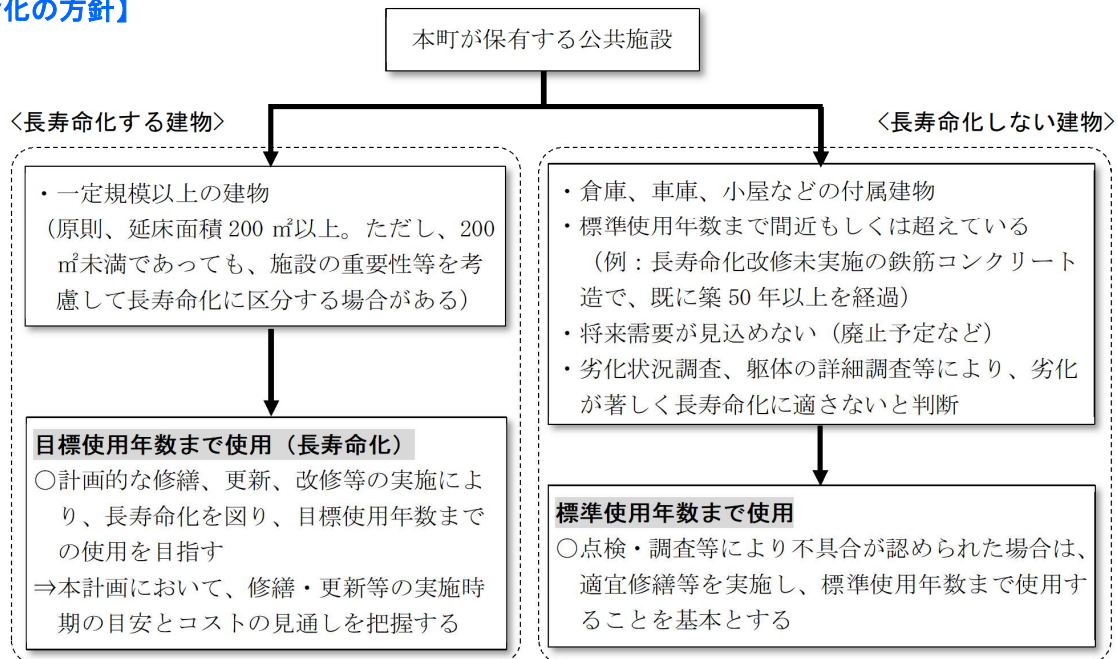 化の方針】
本町が保有する公共施設
<長寿命化する建物>
・一定規模以上の建物
（原則、延床面積 200 ㎡以上。ただし、200
㎡未満であっても、施設の重要性等を考
慮して長寿命化に区分する場合がある）
目標使用年数まで使用（長寿命化）
○計画的な修繕、更新、改修等の実施によ
り、長寿命化を図り、目標使用年数まで
の使用を目指す
⇒本計画において、修繕・更新等の実施時
期の目安とコストの見通しを把握する
<長寿命化しない建物>
・倉庫、車庫、小屋などの付属建物
・標準使用年数まで間近もしくは超えている
（例：長寿命化改修未実施の鉄筋コンクリート
造で、既に築 50 年以上を経過）
・将来需要が見込めない（廃止予定など）
・劣化状況調査、躯体の詳細調査等により、劣化
が著しく長寿命化に適さないと判断
標準使用年数まで使用
○点検・調査等により不具合が認められた場合は、
適宜修繕等を実施し、標準使用年数まで使用す
ることを基本とする